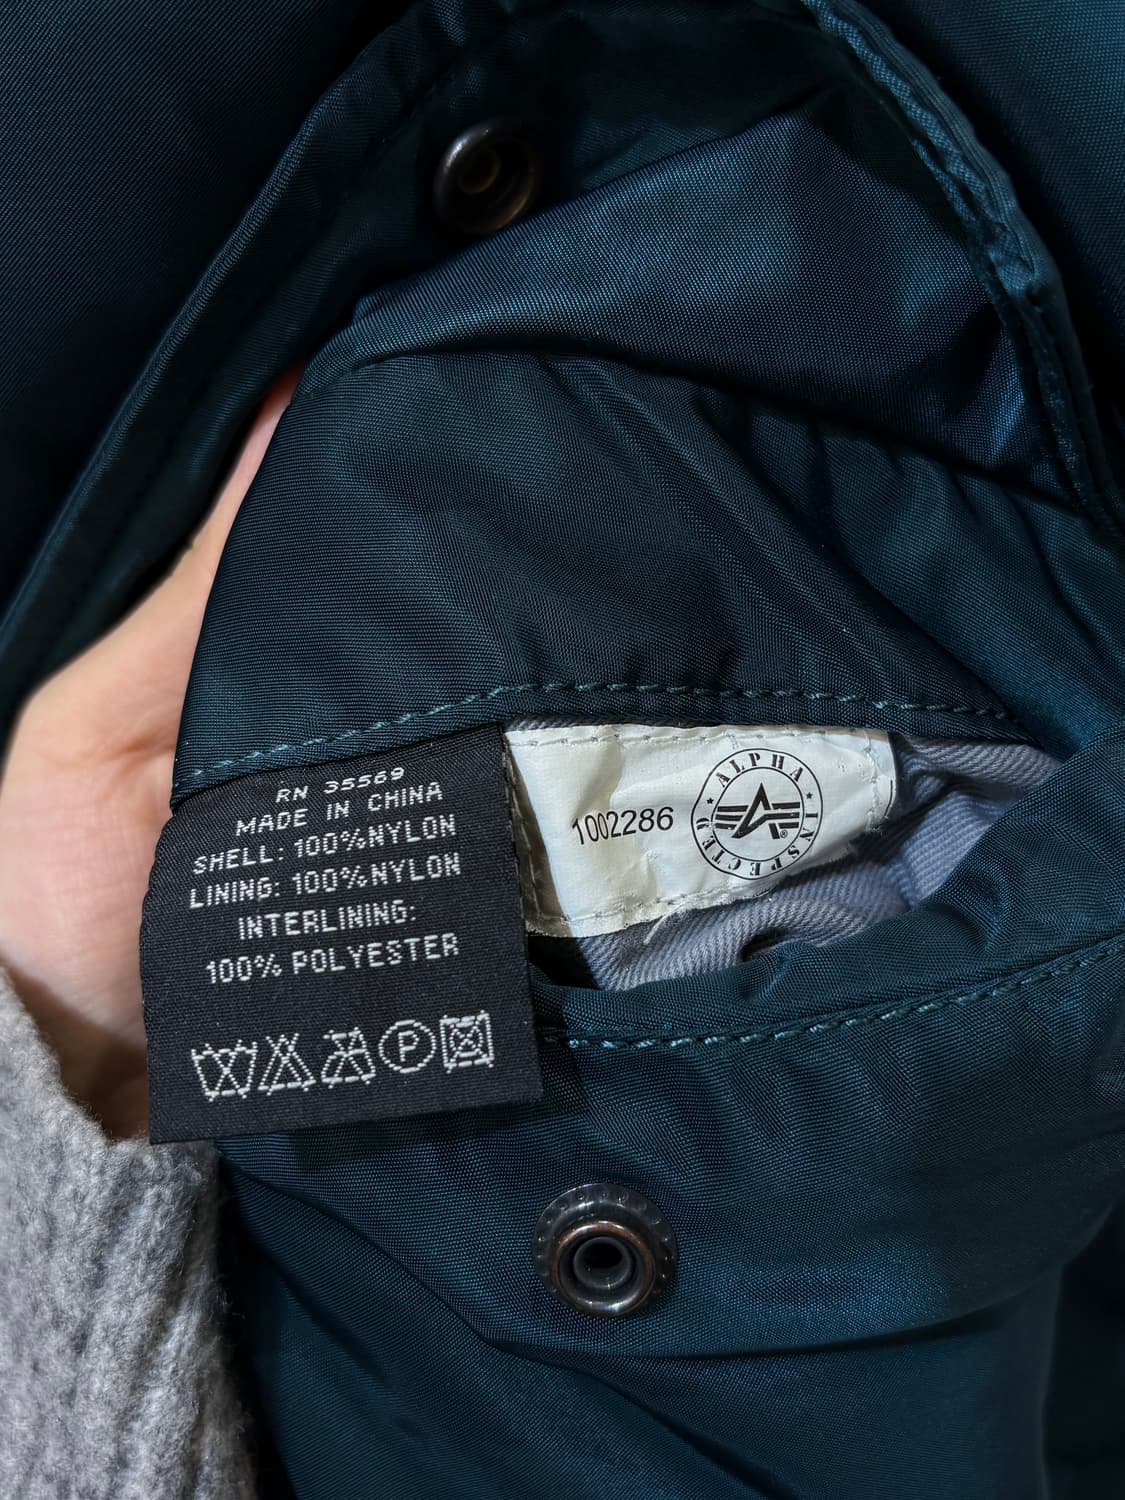 RN 35569
MADE IN CHINA
SHELL: 100%NYLON
LINING: 100%NYLON
INTERLINING:
100% POLYESTER
P
1002286
ALPHA INSPECTED
®